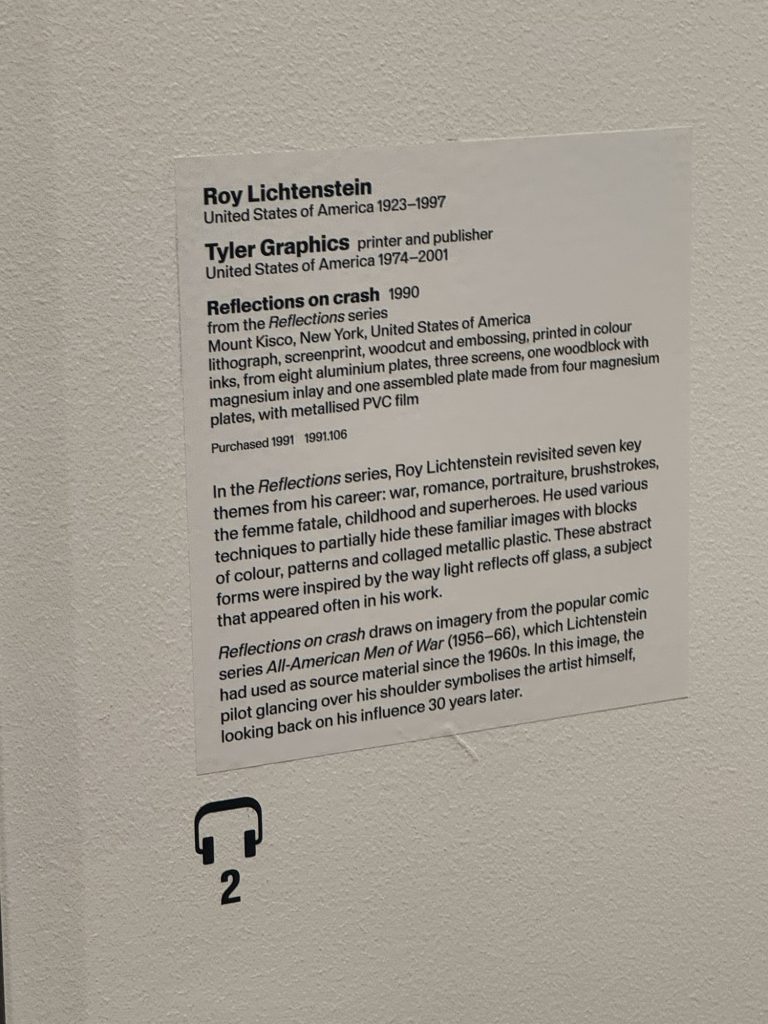 Roy Lichtenstein
United States of America 1923–1997
Tyler Graphics printer and publisher
United States of America 1974–2001
Reflections on crash 1990
from the Reflections series
Mount Kisco, New York, United States of America
lithograph, screenprint, woodcut and embossing, printed in colour
inks, from eight aluminium plates, three screens, one woodblock with
magnesium inlay and one assembled plate made from four magnesium
plates, with metallised PVC film
Purchased 1991 1991.106
In the Reflections series, Roy Lichtenstein revisited seven key
themes from his career: war, romance, portraiture, brushstrokes,
the femme fatale, childhood and superheroes. He used various
techniques to partially hide these familiar images with blocks
of colour, patterns and collaged metallic plastic. These abstract
forms were inspired by the way light reflects off glass, a subject
that appeared often in his work.
Reflections on crash draws on imagery from the popular comic
series All-American Men of War (1956–66), which Lichtenstein
had used as source material since the 1960s. In this image, the
pilot glancing over his shoulder symbolises the artist himself,
looking back on his influence 30 years later.
2